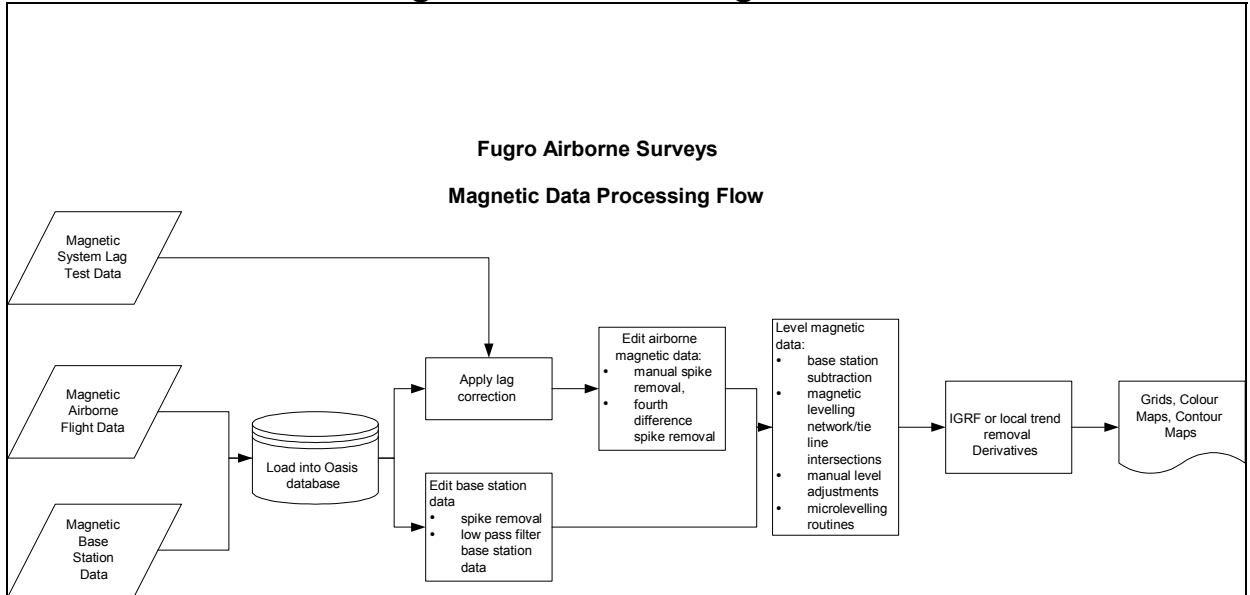 Fugro Airborne Surveys
Magnetic Data Processing Flow
Magnetic
System Lag
Test Data
Magnetic
Airborne
Flight Data
Magnetic
Base
Station
Data
Load into Oasis
database
Apply lag
correction
Edit base station
data
• spike removal
• low pass filter
base station
data
Edit airborne
magnetic data:
• manual spike
removal,
• fourth
difference
spike removal
Level magnetic
data:
• base station
subtraction
• magnetic
levelling
network/tie
line
intersections
• manual level
adjustments
• microlevelling
routines
IGRF or local trend
removal
Derivatives
Grids, Colour
Maps, Contour
Maps